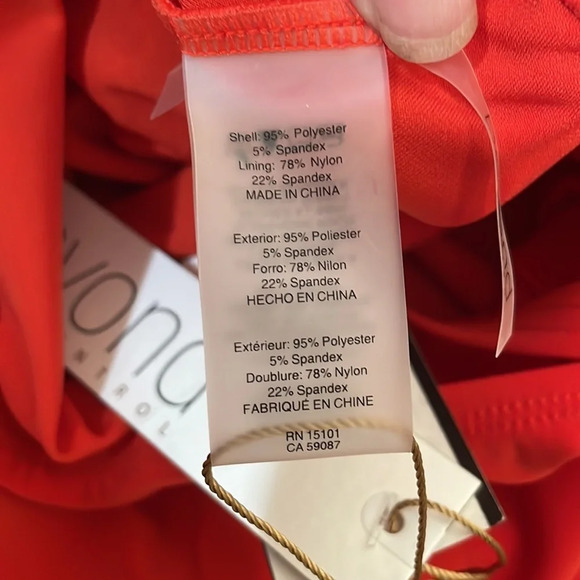 Shell: 95% Polyester
5% Spandex
Lining: 78% Nylon
22% Spandex
MADE IN CHINA
Exterior: 95% Poliester
5% Spandex
Forro: 78% Nilon
22% Spandex
HECHO EN CHINA
Extérieur: 95% Polyester
5% Spandex
Doublure: 78% Nylon
22% Spandex
FABRIQUÉ EN CHINE
RN 15101
CA 59087